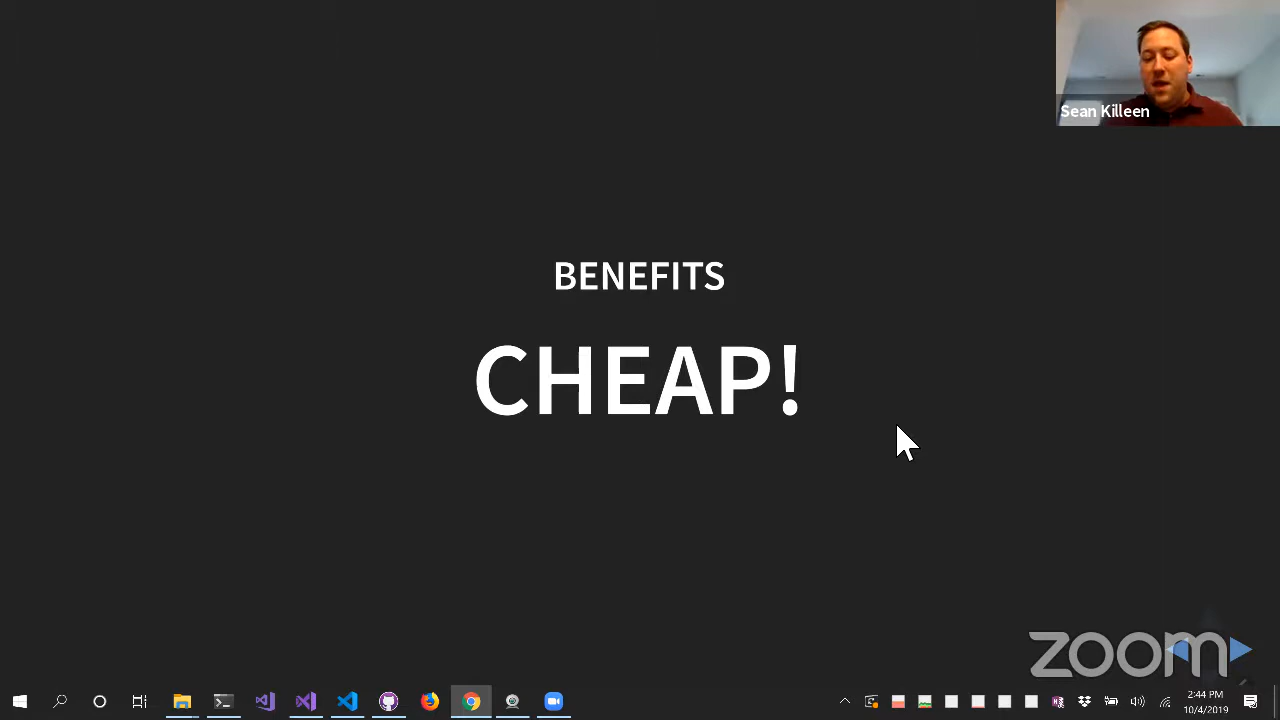 Sean Killeen
BENEFITS
CHEAP!
zoom
2:44 PM
10/4/2019